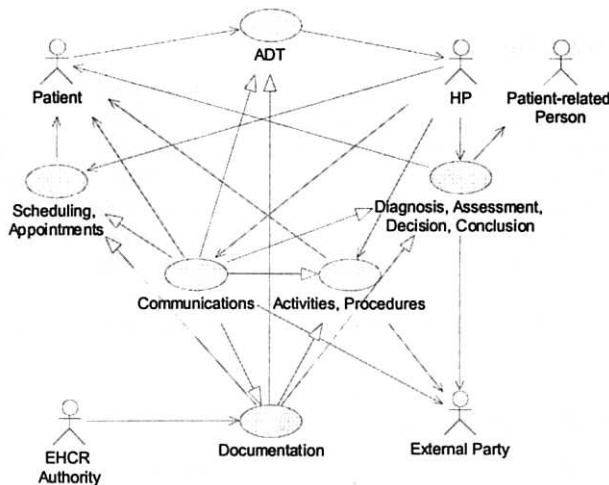 ADT
Patient
HP
Patient-related
Person
Scheduling,
Appointments
Diagnosis, Assessment,
Decision, Conclusion
Communications
Activities, Procedures
EHCR
Authority
Documentation
External Party